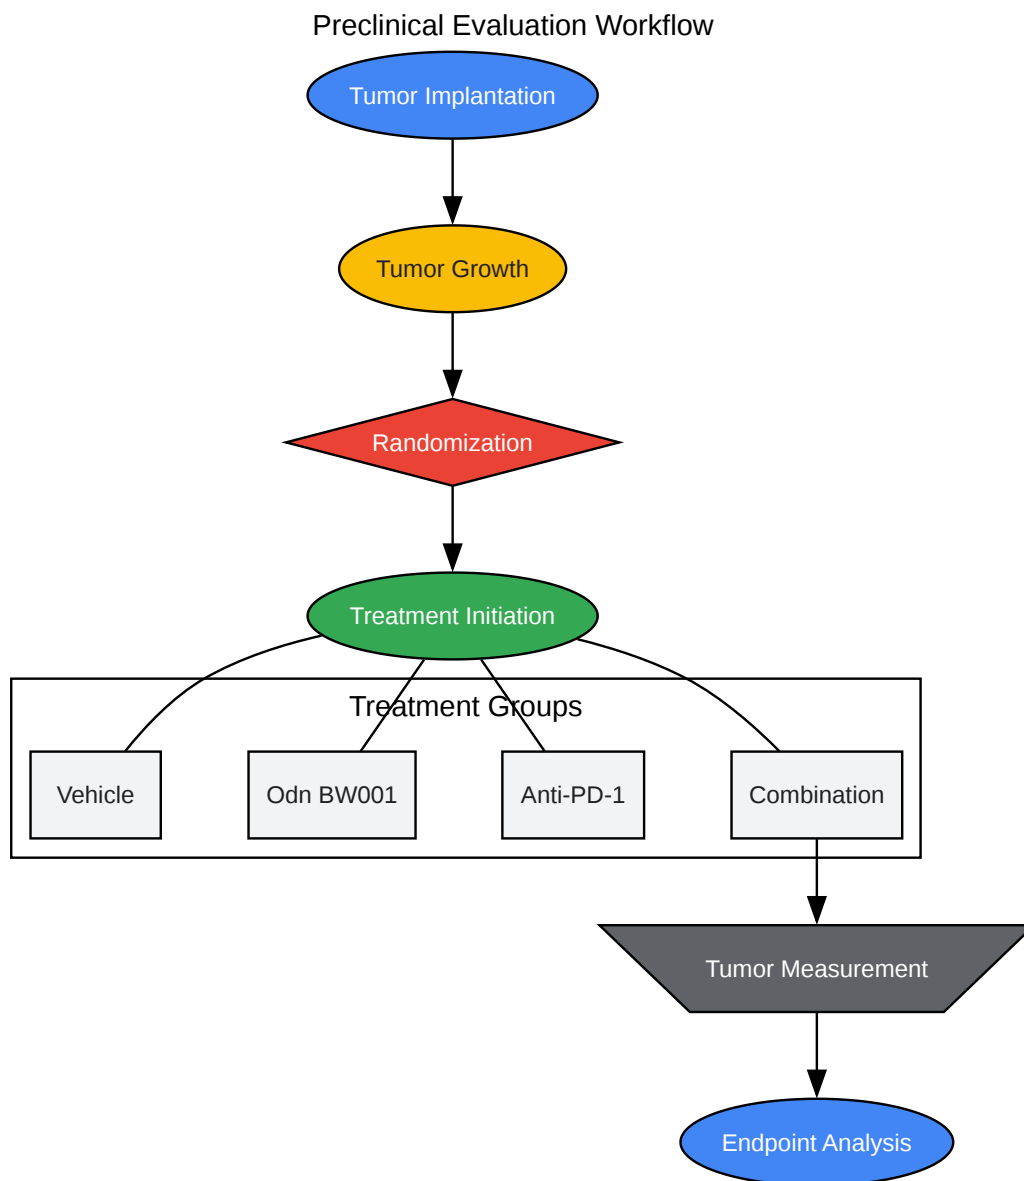 Preclinical Evaluation Workflow
Tumor Implantation
Tumor Growth
Randomization
Treatment Initiation
Treatment Groups
Vehicle
Odn BW001
Anti-PD-1
Combination
Tumor Measurement
Endpoint Analysis